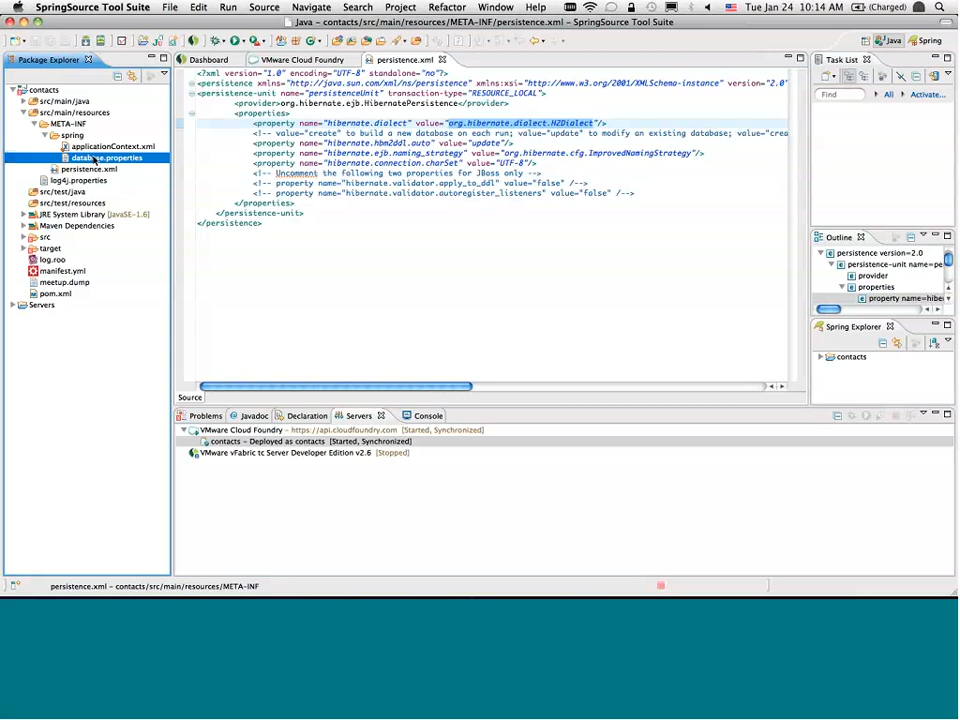 SpringSource Tool Suite File Edit Run Source Navigate Search Project Refactor Window Help (Charged) Tue Jan 24 10:14 AM
Java – contacts/src/main/resources/META-INF/persistence.xml – SpringSource Tool Suite
Java Spring
Package Explorer
contacts
src/main/java
src/main/resources
META-INF
spring
applicationContext.xml
database.properties
persistence.xml
log4j.properties
src/test/java
src/test/resources
JRE System Library [JavaSE-1.6]
Maven Dependencies
src
target
log.roo
manifest.yml
meetup.dump
pom.xml
Servers
Dashboard VMware Cloud Foundry persistence.xml
<?xml version="1.0" encoding="UTF-8" standalone="no"?>
<persistence xmlns="http://java.sun.com/xml/ns/persistence" xmlns:xsi="http://www.w3.org/2001/XMLSchema-instance" version="2.0"
<persistence-unit name="persistenceUnit" transaction-type="RESOURCE_LOCAL">
<provider>org.hibernate.ejb.HibernatePersistence</provider>
<properties>
<property name="hibernate.dialect" value="org.hibernate.dialect.H2Dialect"/>
<!-- value="create" to build a new database on each run; value="update" to modify an existing database; value="crea
<property name="hibernate.hbm2ddl.auto" value="update"/>
<property name="hibernate.ejb.naming_strategy" value="org.hibernate.cfg.ImprovedNamingStrategy"/>
<property name="hibernate.connection.charSet" value="UTF-8"/>
<!-- Uncomment the following two properties for JBoss only -->
<!-- property name="hibernate.validator.apply_to_ddl" value="false" /-->
<!-- property name="hibernate.validator.autoregister_listeners" value="false" /-->
</properties>
</persistence-unit>
</persistence>
Source
Task List
Find All Activate...
Outline
persistence version=2.0
persistence-unit name=pe
provider
properties
property name=hiber
Spring Explorer
contacts
Problems Javadoc Declaration Servers Console
VMware Cloud Foundry – https://api.cloudfoundry.com [Started, Synchronized]
contacts – Deployed as contacts [Started, Synchronized]
VMware vFabric tc Server Developer Edition v2.6 [Stopped]
persistence.xml – contacts/src/main/resources/META-INF